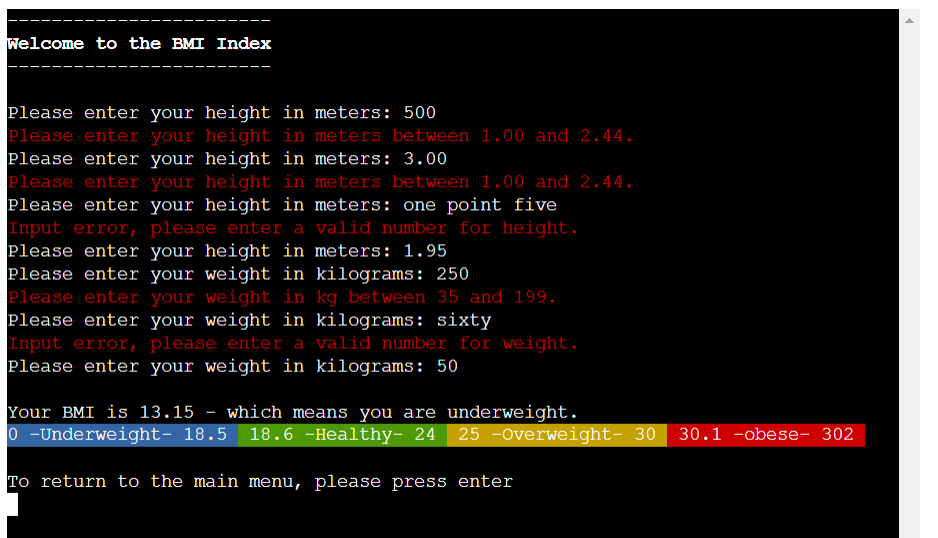 ------------------------
Welcome to the BMI Index
------------------------
Please enter your height in meters: 500
Please enter your height in meters between 1.00 and 2.44.
Please enter your height in meters: 3.00
Please enter your height in meters between 1.00 and 2.44.
Please enter your height in meters: one point five
Input error, please enter a valid number for height.
Please enter your height in meters: 1.95
Please enter your weight in kilograms: 250
Please enter your weight in kg between 35 and 199.
Please enter your weight in kilograms: sixty
Input error, please enter a valid number for weight.
Please enter your weight in kilograms: 50
Your BMI is 13.15 - which means you are underweight.
0 -Underweight- 18.5 18.6 -Healthy- 24 25 -Overweight- 30 30.1 -obese- 302
To return to the main menu, please press enter